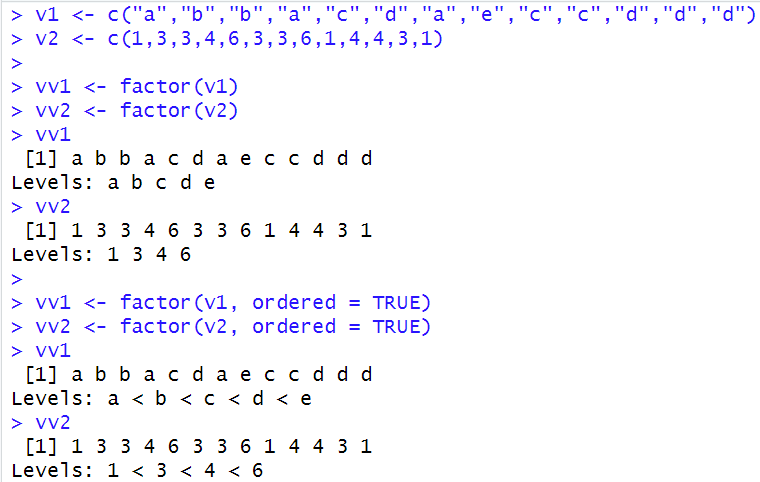 > v1 <- c("a","b","b","a","c","d","a","e","c","c","d","d","d")
> v2 <- c(1,3,3,4,6,3,3,6,1,4,4,3,1)
>
> vv1 <- factor(v1)
> vv2 <- factor(v2)
> vv1
 [1] a b b a c d a e c c d d d
Levels: a b c d e
> vv2
 [1] 1 3 3 4 6 3 3 6 1 4 4 3 1
Levels: 1 3 4 6
>
> vv1 <- factor(v1, ordered = TRUE)
> vv2 <- factor(v2, ordered = TRUE)
> vv1
 [1] a b b a c d a e c c d d d
Levels: a < b < c < d < e
> vv2
 [1] 1 3 3 4 6 3 3 6 1 4 4 3 1
Levels: 1 < 3 < 4 < 6